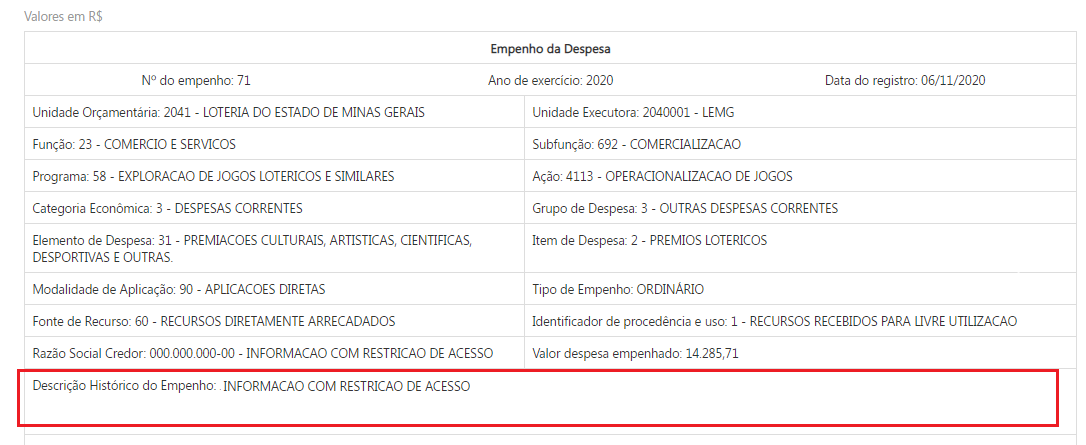 Valores em R$
Empenho da Despesa
Nº do empenho: 71 Ano de exercício: 2020 Data do registro: 06/11/2020
Unidade Orçamentária: 2041 - LOTERIA DO ESTADO DE MINAS GERAIS Unidade Executora: 2040001 - LEMG
Função: 23 - COMERCIO E SERVICOS Subfunção: 692 - COMERCIALIZACAO
Programa: 58 - EXPLORACAO DE JOGOS LOTERICOS E SIMILARES Ação: 4113 - OPERACIONALIZACAO DE JOGOS
Categoria Econômica: 3 - DESPESAS CORRENTES Grupo de Despesa: 3 - OUTRAS DESPESAS CORRENTES
Elemento de Despesa: 31 - PREMIACOES CULTURAIS, ARTISTICAS, CIENTIFICAS, Item de Despesa: 2 - PREMIOS LOTERICOS
DESPORTIVAS E OUTRAS.
Modalidade de Aplicação: 90 - APLICACOES DIRETAS Tipo de Empenho: ORDINÁRIO
Fonte de Recurso: 60 - RECURSOS DIRETAMENTE ARRECADADOS Identificador de procedência e uso: 1 - RECURSOS RECEBIDOS PARA LIVRE UTILIZACAO
Razão Social Credor: 000.000.000-00 - INFORMACAO COM RESTRICAO DE ACESSO Valor despesa empenhado: 14.285,71
Descrição Histórico do Empenho: INFORMACAO COM RESTRICAO DE ACESSO